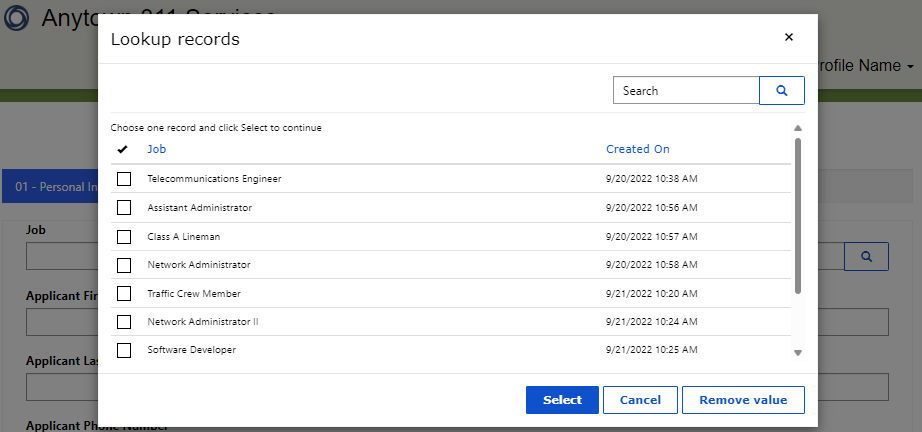 Anytown 311 Services
Lookup records
×
Profile Name
Search
Choose one record and click Select to continue
Job Created On
Telecommunications Engineer 9/20/2022 10:38 AM
Assistant Administrator 9/20/2022 10:56 AM
Class A Lineman 9/20/2022 10:57 AM
Network Administrator 9/20/2022 10:58 AM
Traffic Crew Member 9/21/2022 10:20 AM
Network Administrator II 9/21/2022 10:24 AM
Software Developer 9/21/2022 10:25 AM
Select Cancel Remove value
01 - Personal In
Job
Applicant Fir
Applicant Las
Applicant Phone Number